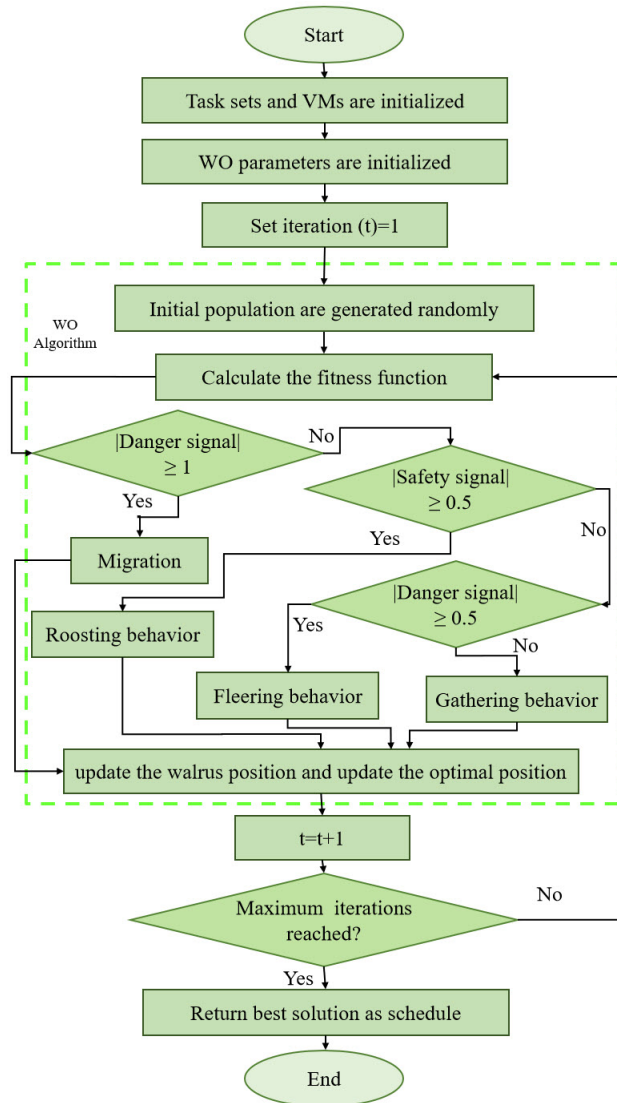 Start
Task sets and VMs are initialized
WO parameters are initialized
Set iteration (t)=1
WO
Algorithm
Initial population are generated randomly
Calculate the fitness function
|Danger signal|
≥ 1
No
Yes
|Safety signal|
≥ 0.5
No
Yes
Migration
Roosting behavior
|Danger signal|
≥ 0.5
Yes
No
Fleering behavior
Gathering behavior
update the walrus position and update the optimal position
t=t+1
Maximum iterations
reached?
No
Yes
Return best solution as schedule
End